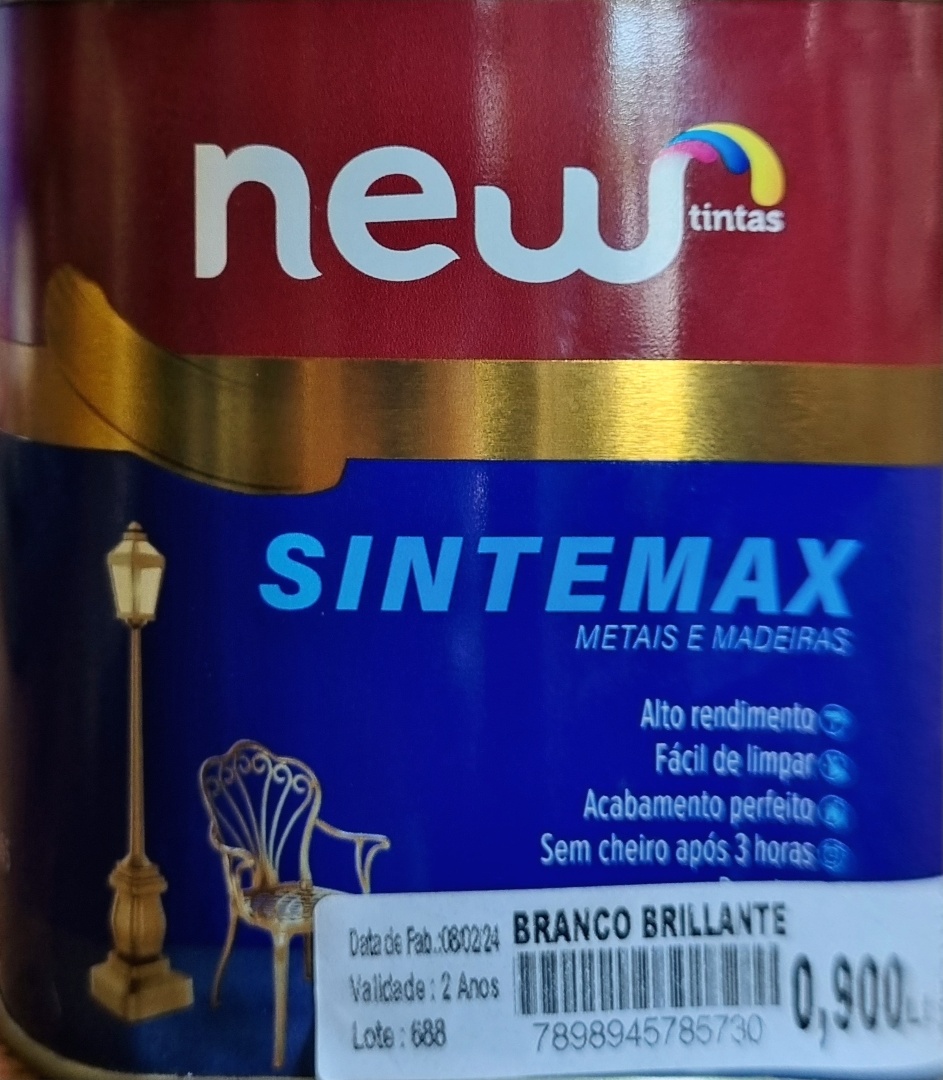 new
tintas
SINTEMAX
METAIS E MADEIRAS
Alto rendimento
Fácil de limpar
Acabamento perfeito
Sem cheiro após 3 horas
Data de Fab.:08/02/24
BRANCO BRILLANTE
Validade : 2 Anos
0,900
Lote : 688
7898945785730